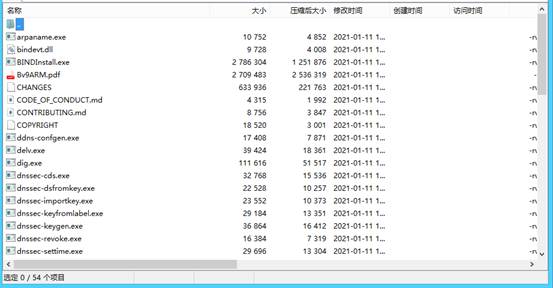 名称 大小 压缩后大小 修改时间 创建时间 访问时间
..
arpaname.exe 10 752 4 852 2021-01-11 1... -r
bindevt.dll 9 728 4 008 2021-01-11 1... -r
BINDInstall.exe 2 786 304 1 251 876 2021-01-11 1... -r
Bv9ARM.pdf 2 709 483 2 536 319 2021-01-11 1... -
CHANGES 633 936 221 763 2021-01-11 1... -r
CODE_OF_CONDUCT.md 4 315 1 992 2021-01-11 1... -r
CONTRIBUTING.md 8 756 3 847 2021-01-11 1... -r
COPYRIGHT 18 520 3 001 2021-01-11 1... -r
ddns-confgen.exe 17 408 7 871 2021-01-11 1... -r
delv.exe 39 424 18 361 2021-01-11 1... -r
dig.exe 111 616 51 517 2021-01-11 1... -r
dnssec-cds.exe 32 768 15 536 2021-01-11 1... -r
dnssec-dsfromkey.exe 22 528 10 257 2021-01-11 1... -r
dnssec-importkey.exe 23 552 10 373 2021-01-11 1... -r
dnssec-keyfromlabel.exe 29 184 13 351 2021-01-11 1... -r
dnssec-keygen.exe 36 864 16 412 2021-01-11 1... -r
dnssec-revoke.exe 16 384 7 319 2021-01-11 1... -r
dnssec-settime.exe 29 696 13 304 2021-01-11 1... -r
选定 0 / 54 个项目